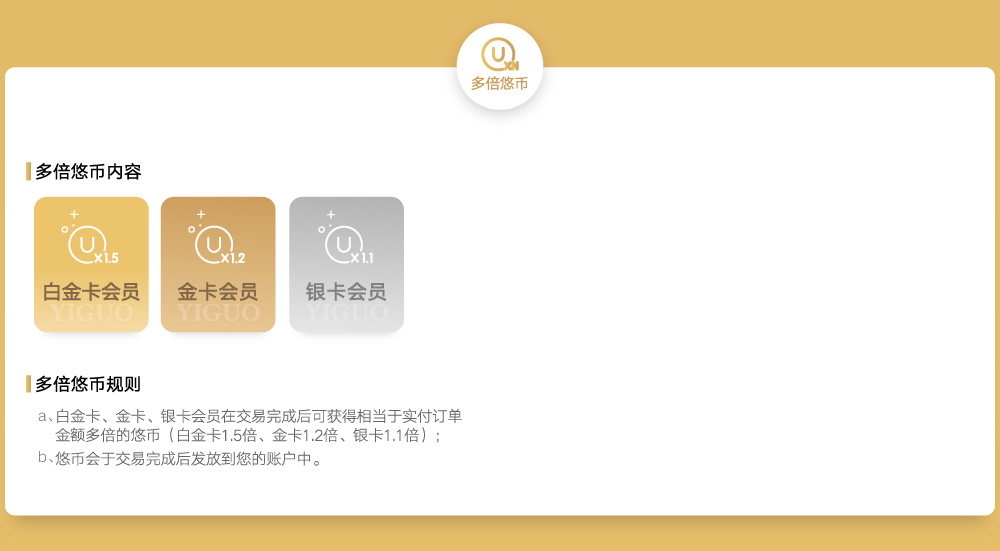 U
XN
多倍悠币
多倍悠币内容
U X1.5
白金卡会员
YIGUO
U X1.2
金卡会员
YIGUO
U X1.1
银卡会员
YIGUO
多倍悠币规则
a、白金卡、金卡、银卡会员在交易完成后可获得相当于实付订单
金额多倍的悠币（白金卡1.5倍、金卡1.2倍、银卡1.1倍）；
b、悠币会于交易完成后发放到您的账户中。